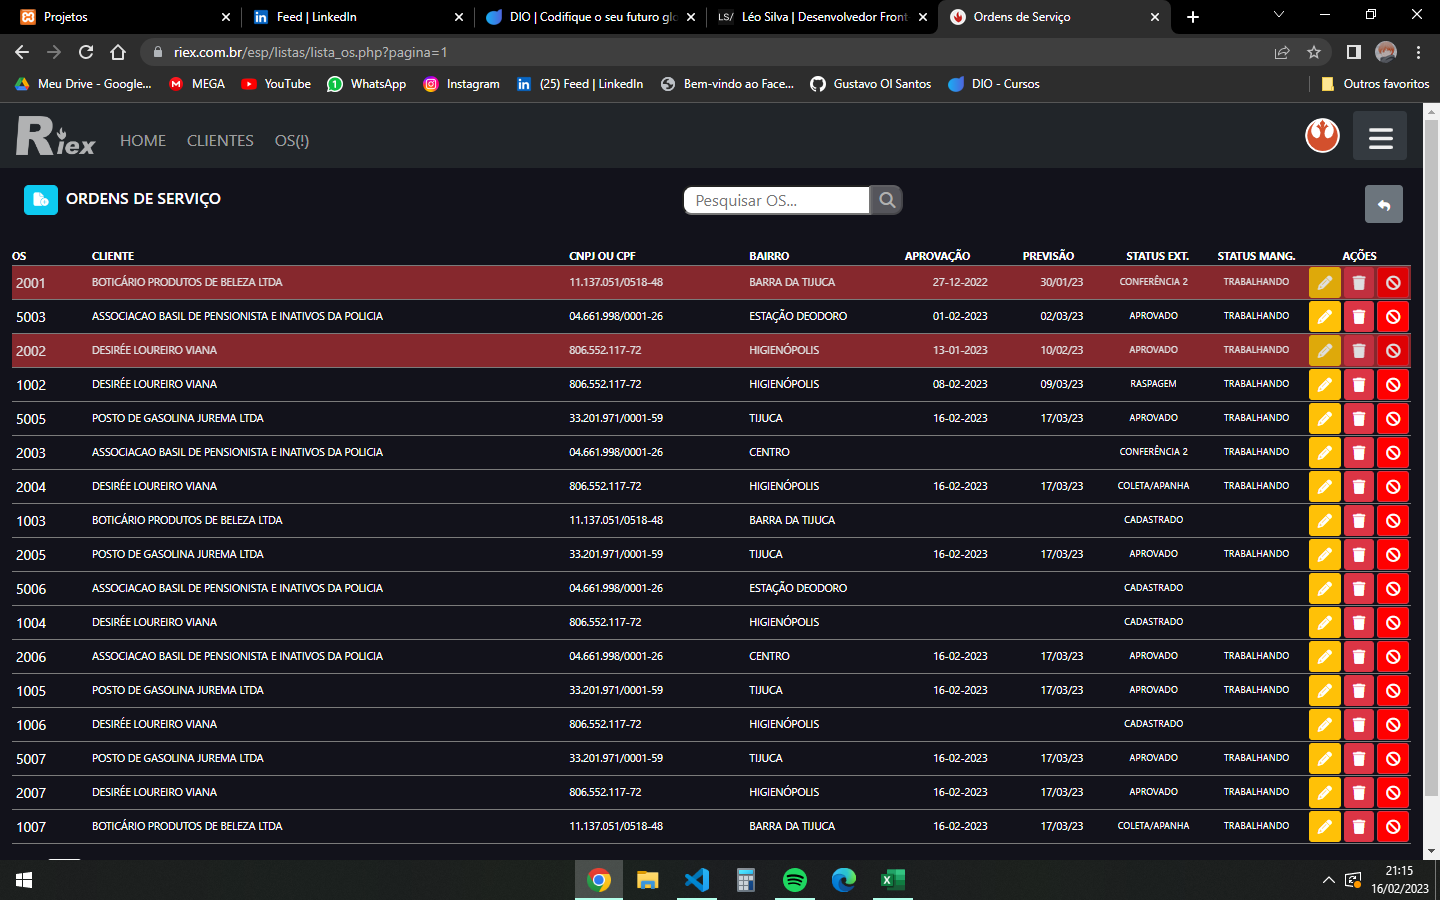 Projetos
Feed | LinkedIn
DIO | Codifique o seu futuro glo
Léo Silva | Desenvolvedor Front
Ordens de Serviço
riex.com.br/esp/listas/lista_os.php?pagina=1
Meu Drive - Google...
MEGA
YouTube
WhatsApp
Instagram
(25) Feed | LinkedIn
Bem-vindo ao Face...
Gustavo OI Santos
DIO - Cursos
Outros favoritos
Riex HOME CLIENTES OS(!)
ORDENS DE SERVIÇO
Pesquisar OS...
OS CLIENTE CNPJ OU CPF BAIRRO APROVAÇÃO PREVISÃO STATUS EXT. STATUS MANG. AÇÕES
2001 BOTICÁRIO PRODUTOS DE BELEZA LTDA 11.137.051/0518-48 BARRA DA TIJUCA 27-12-2022 30/01/23 CONFERÊNCIA 2 TRABALHANDO
5003 ASSOCIACAO BASIL DE PENSIONISTA E INATIVOS DA POLICIA 04.661.998/0001-26 ESTAÇÃO DEODORO 01-02-2023 02/03/23 APROVADO TRABALHANDO
2002 DESIRÉE LOUREIRO VIANA 806.552.117-72 HIGIENÓPOLIS 13-01-2023 10/02/23 APROVADO TRABALHANDO
1002 DESIRÉE LOUREIRO VIANA 806.552.117-72 HIGIENÓPOLIS 08-02-2023 09/03/23 RASPAGEM TRABALHANDO
5005 POSTO DE GASOLINA JUREMA LTDA 33.201.971/0001-59 TIJUCA 16-02-2023 17/03/23 APROVADO TRABALHANDO
2003 ASSOCIACAO BASIL DE PENSIONISTA E INATIVOS DA POLICIA 04.661.998/0001-26 CENTRO CONFERÊNCIA 2 TRABALHANDO
2004 DESIRÉE LOUREIRO VIANA 806.552.117-72 HIGIENÓPOLIS 16-02-2023 17/03/23 COLETA/APANHA TRABALHANDO
1003 BOTICÁRIO PRODUTOS DE BELEZA LTDA 11.137.051/0518-48 BARRA DA TIJUCA CADASTRADO
2005 POSTO DE GASOLINA JUREMA LTDA 33.201.971/0001-59 TIJUCA 16-02-2023 17/03/23 APROVADO TRABALHANDO
5006 ASSOCIACAO BASIL DE PENSIONISTA E INATIVOS DA POLICIA 04.661.998/0001-26 ESTAÇÃO DEODORO CADASTRADO
1004 DESIRÉE LOUREIRO VIANA 806.552.117-72 HIGIENÓPOLIS CADASTRADO
2006 ASSOCIACAO BASIL DE PENSIONISTA E INATIVOS DA POLICIA 04.661.998/0001-26 CENTRO 16-02-2023 17/03/23 APROVADO TRABALHANDO
1005 POSTO DE GASOLINA JUREMA LTDA 33.201.971/0001-59 TIJUCA 16-02-2023 17/03/23 APROVADO TRABALHANDO
1006 DESIRÉE LOUREIRO VIANA 806.552.117-72 HIGIENÓPOLIS CADASTRADO
5007 POSTO DE GASOLINA JUREMA LTDA 33.201.971/0001-59 TIJUCA 16-02-2023 17/03/23 APROVADO TRABALHANDO
2007 DESIRÉE LOUREIRO VIANA 806.552.117-72 HIGIENÓPOLIS 16-02-2023 17/03/23 APROVADO TRABALHANDO
1007 BOTICÁRIO PRODUTOS DE BELEZA LTDA 11.137.051/0518-48 BARRA DA TIJUCA 16-02-2023 17/03/23 COLETA/APANHA TRABALHANDO
21:15
16/02/2023